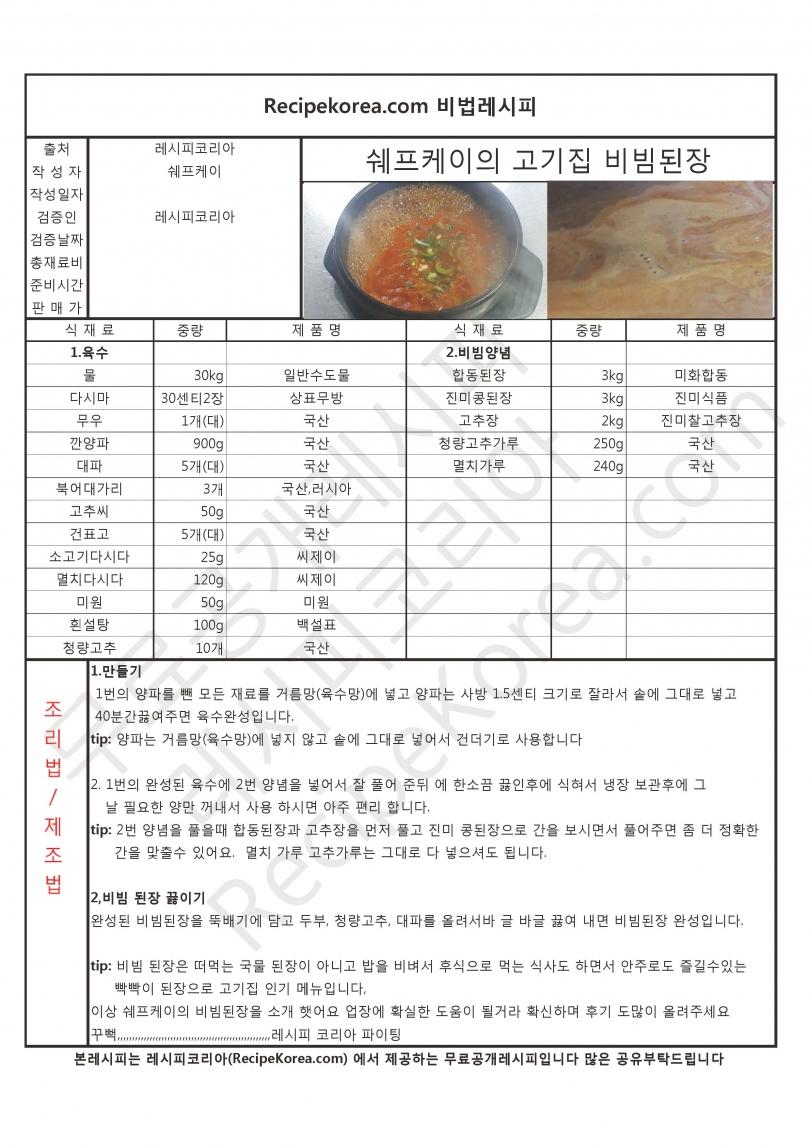 Recipekorea.com 비법레시피
출처 레시피코리아
작 성 자 쉐프케이
작성일자
검증인 레시피코리아
검증날짜
총재료비
준비시간
판 매 가
쉐프케이의 고기집 비빔된장
식 재 료 중량 제 품 명 식 재 료 중량 제 품 명
1.육수 2.비빔양념
물 30kg 일반수도물 합동된장 3kg 미화합동
다시마 30센티2장 상표무방 진미콩된장 3kg 진미식품
무우 1개(대) 국산 고추장 2kg 진미찰고추장
깐양파 900g 국산 청량고추가루 250g 국산
대파 5개(대) 국산 멸치가루 240g 국산
북어대가리 3개 국산,러시아
고추씨 50g 국산
건표고 5개(대) 국산
소고기다시다 25g 씨제이
멸치다시다 120g 씨제이
미원 50g 미원
흰설탕 100g 백설표
청량고추 10개 국산
조리법/제조법
1.만들기
1번의 양파를 뺀 모든 재료를 거름망(육수망)에 넣고 양파는 사방 1.5센티 크기로 잘라서 솥에 그대로 넣고
40분간끓여주면 육수완성입니다.
tip: 양파는 거름망(육수망)에 넣지 않고 솥에 그대로 넣어서 건더기로 사용합니다
2. 1번의 완성된 육수에 2번 양념을 넣어서 잘 풀어 준뒤 에 한소끔 끓인후에 식혀서 냉장 보관후에 그
날 필요한 양만 꺼내서 사용 하시면 아주 편리 합니다.
tip: 2번 양념을 풀을때 합동된장과 고추장을 먼저 풀고 진미 콩된장으로 간을 보시면서 풀어주면 좀 더 정확한
간을 맞출수 있어요. 멸치 가루 고추가루는 그대로 다 넣으셔도 됩니다.
2,비빔 된장 끓이기
완성된 비빔된장을 뚝배기에 담고 두부, 청량고추, 대파를 올려서바 글 바글 끓여 내면 비빔된장 완성입니다.
tip: 비빔 된장은 떠먹는 국물 된장이 아니고 밥을 비벼서 후식으로 먹는 식사도 하면서 안주로도 즐길수있는
빡빡이 된장으로 고기집 인기 메뉴입니다,
이상 쉐프케이의 비빔된장을 소개 햇어요 업장에 확실한 도움이 될거라 확신하며 후기 도많이 올려주세요
꾸뻑,,,,,,,,,,,,,,,,,,,,,,,,,,,,,,,,,,,,,,,,,,,,,,,,,,,,레시피 코리아 파이팅
본레시피는 레시피코리아(RecipeKorea.com) 에서 제공하는 무료공개레시피입니다 많은 공유부탁드립니다
무료공개레시피
레시피코리아
RecipeKorea.com